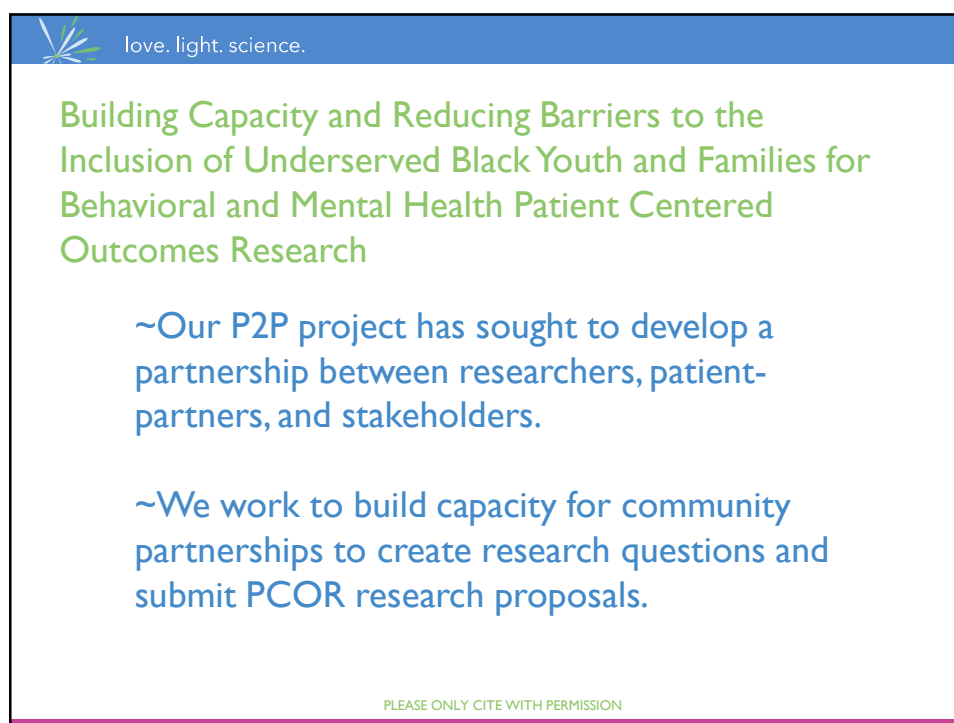 love. light. science.
Building Capacity and Reducing Barriers to the
Inclusion of Underserved Black Youth and Families for
Behavioral and Mental Health Patient Centered
Outcomes Research
~Our P2P project has sought to develop a
partnership between researchers, patient-
partners, and stakeholders.
~We work to build capacity for community
partnerships to create research questions and
submit PCOR research proposals.
PLEASE ONLY CITE WITH PERMISSION